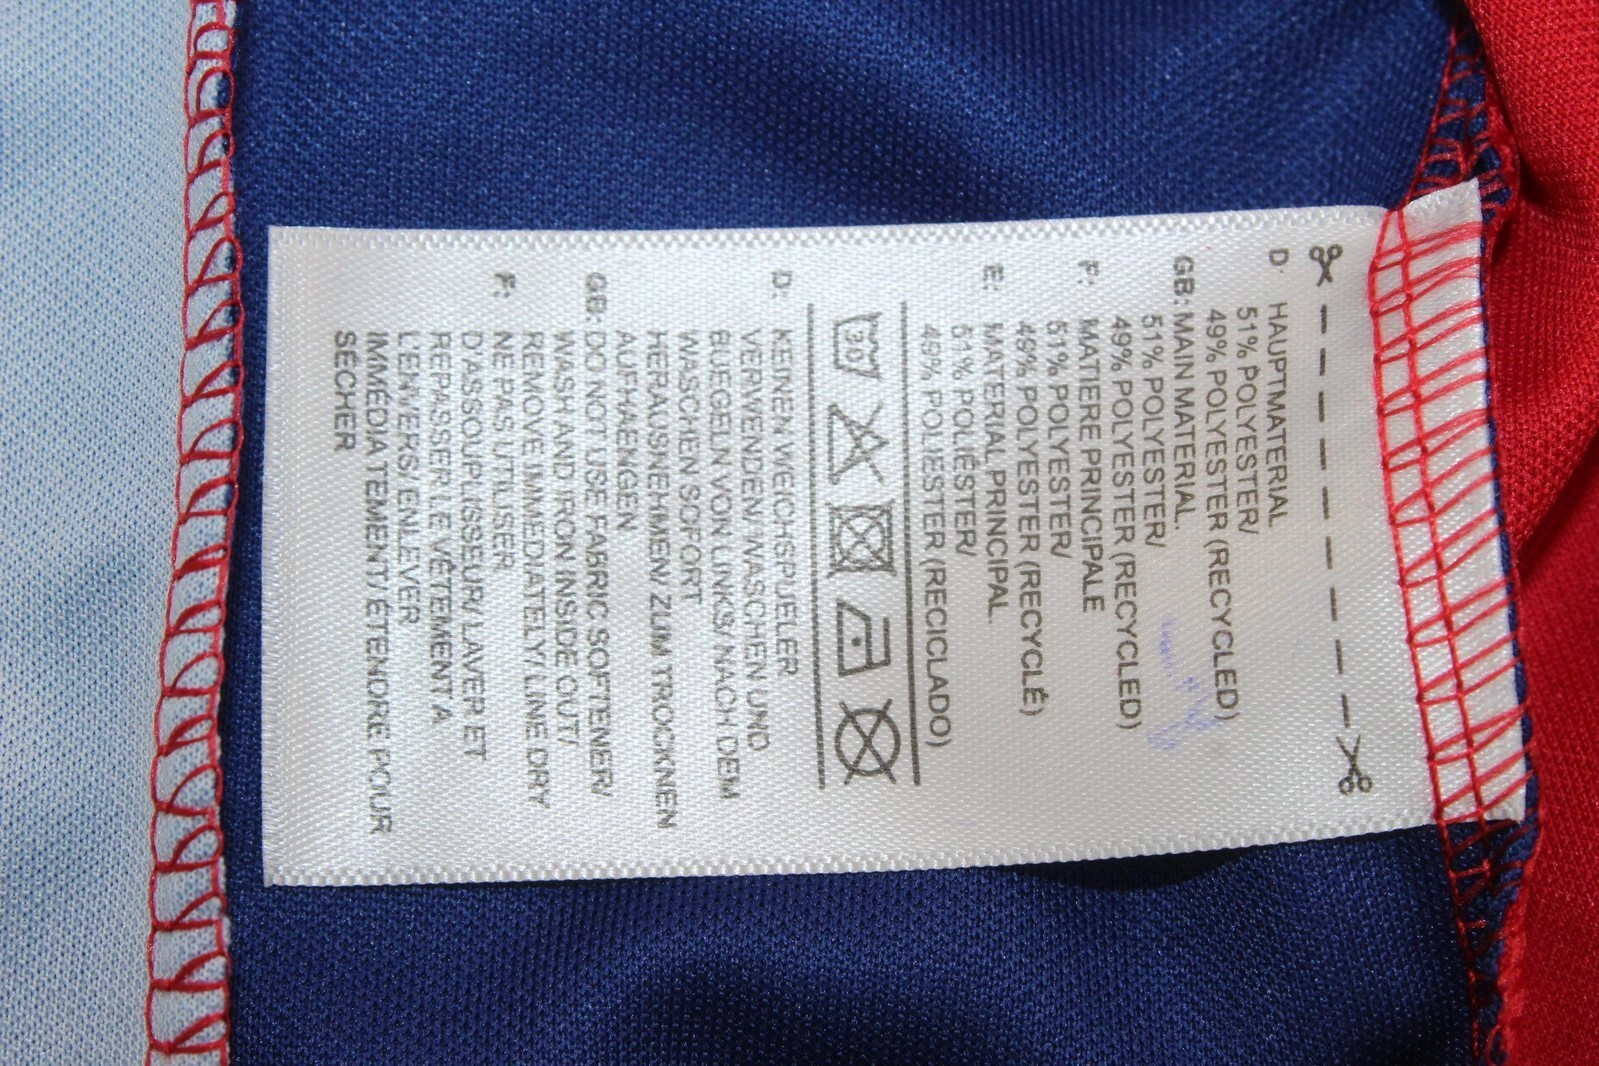 D: HAUPTMATERIAL
51% POLYESTER/
49% POLYESTER (RECYCLED)
GB: MAIN MATERIAL.
51% POLYESTER/
49% POLYESTER (RECYCLED)
F: MATIERE PRINCIPALE
51% POLYESTER/
49% POLYESTER (RECYCLÉ)
E: MATERIAL PRINCIPAL
51% POLIÉSTER/
49% POLIESTER (RECICLADO)
30
D: KEINEN WEICHSPUELER
VERWENDEN/ WASCHEN UND
BUEGELN VON LINKS/ NACH DEM
WASCHEN SOFORT
HERAUSNEHMEN/ ZUM TROCKNEN
AUFHAENGEN
GB: DO NOT USE FABRIC SOFTENER/
WASH AND IRON INSIDE OUT/
REMOVE IMMEDIATELY/ LINE DRY
F: NE PAS UTILISER
D'ASSOUPLISSEUR/ LAVER ET
REPASSER LE VÊTEMENT A
L'ENVERS/ ENLEVER
IMMÉDIATEMENT/ ÉTENDRE POUR
SÉCHER